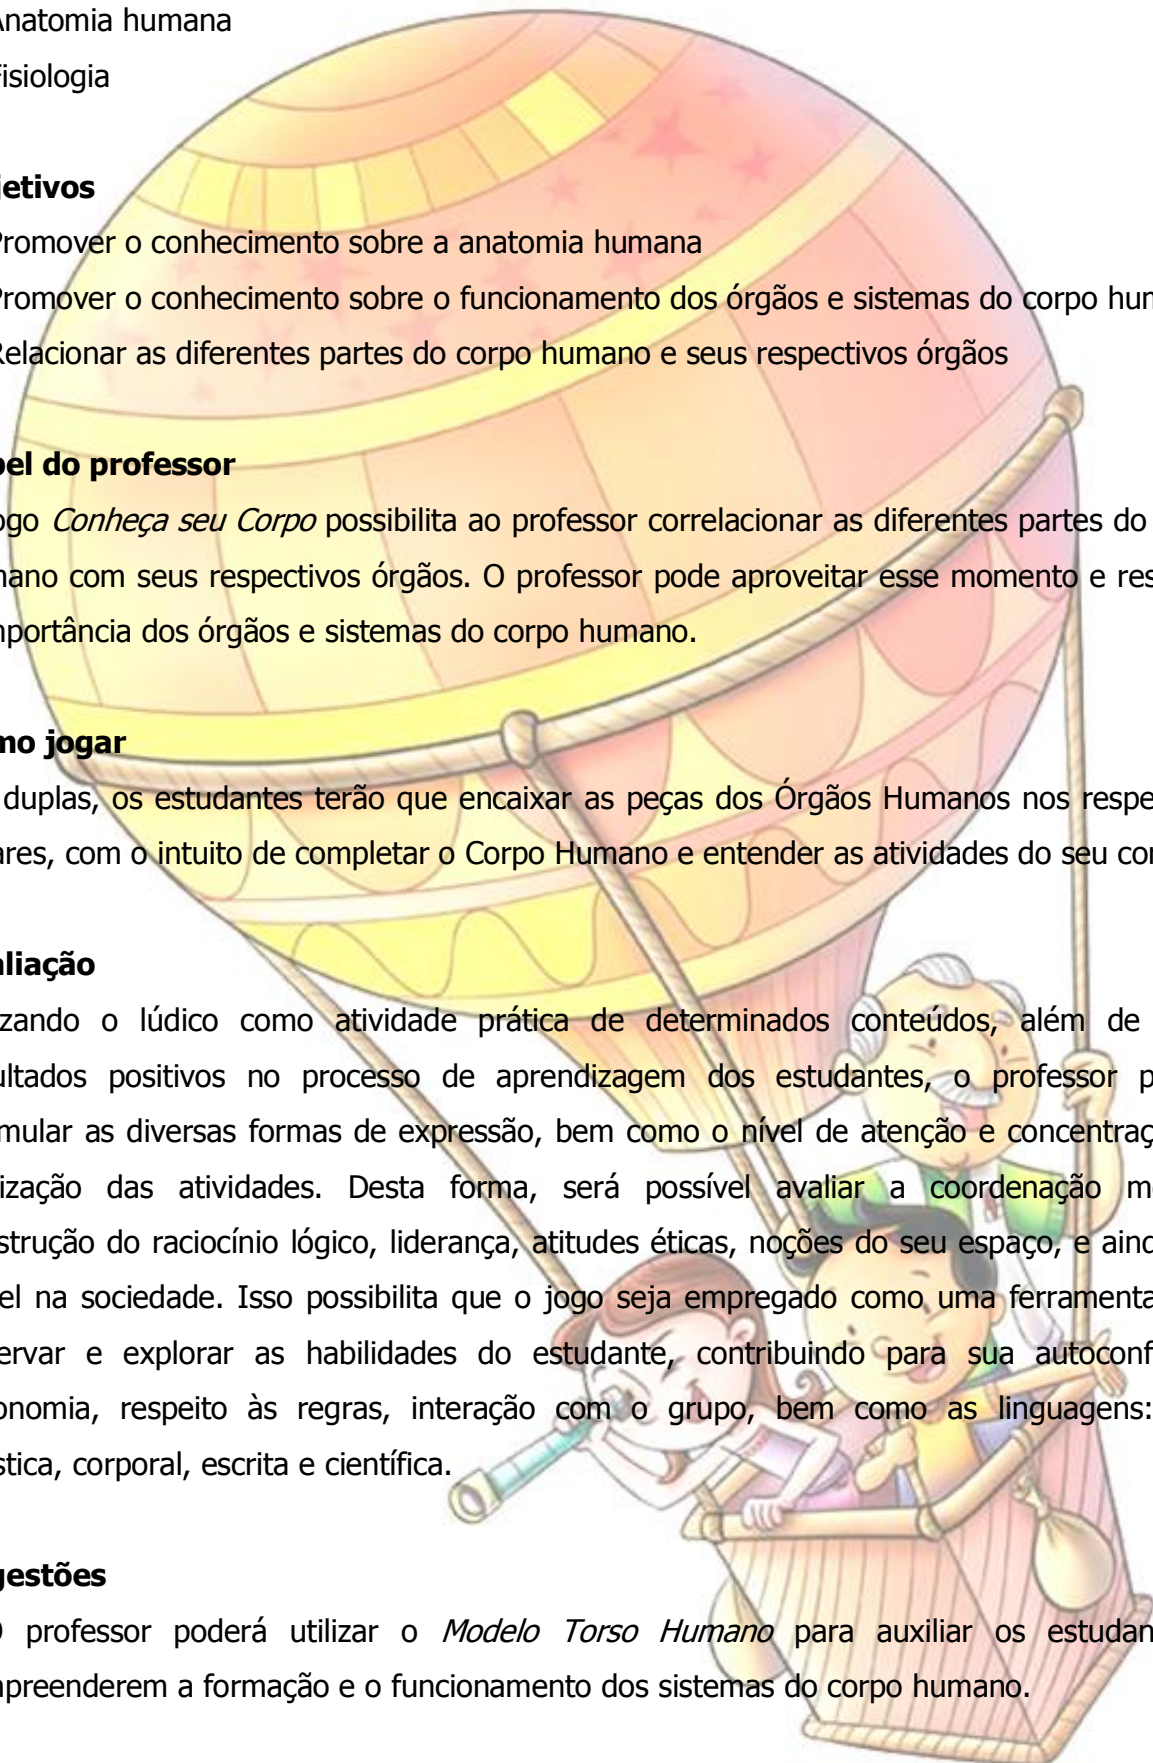 Anatomia humana
isiologia
jetivos
Promover o conhecimento sobre a anatomia humana
Promover o conhecimento sobre o funcionamento dos órgãos e sistemas do corpo hum
Relacionar as diferentes partes do corpo humano e seus respectivos órgãos
pel do professor
ogo Conheça seu Corpo possibilita ao professor correlacionar as diferentes partes do
mano com seus respectivos órgãos. O professor pode aproveitar esse momento e res
mportância dos órgãos e sistemas do corpo humano.
mo jogar
duplas, os estudantes terão que encaixar as peças dos Órgãos Humanos nos respe
ares, com o intuito de completar o Corpo Humano e entender as atividades do seu cor
aliação
zando o lúdico como atividade prática de determinados conteúdos, além de
ultados positivos no processo de aprendizagem dos estudantes, o professor p
mular as diversas formas de expressão, bem como o nível de atenção e concentraç
lização das atividades. Desta forma, será possível avaliar a coordenação m
strução do raciocínio lógico, liderança, atitudes éticas, noções do seu espaço, e aind
el na sociedade. Isso possibilita que o jogo seja empregado como uma ferramenta
ervar e explorar as habilidades do estudante, contribuindo para sua autoconf
onomia, respeito às regras, interação com o grupo, bem como as linguagens:
stica, corporal, escrita e científica.
gestões
O professor poderá utilizar o Modelo Torso Humano para auxiliar os estudan
mpreenderem a formação e o funcionamento dos sistemas do corpo humano.